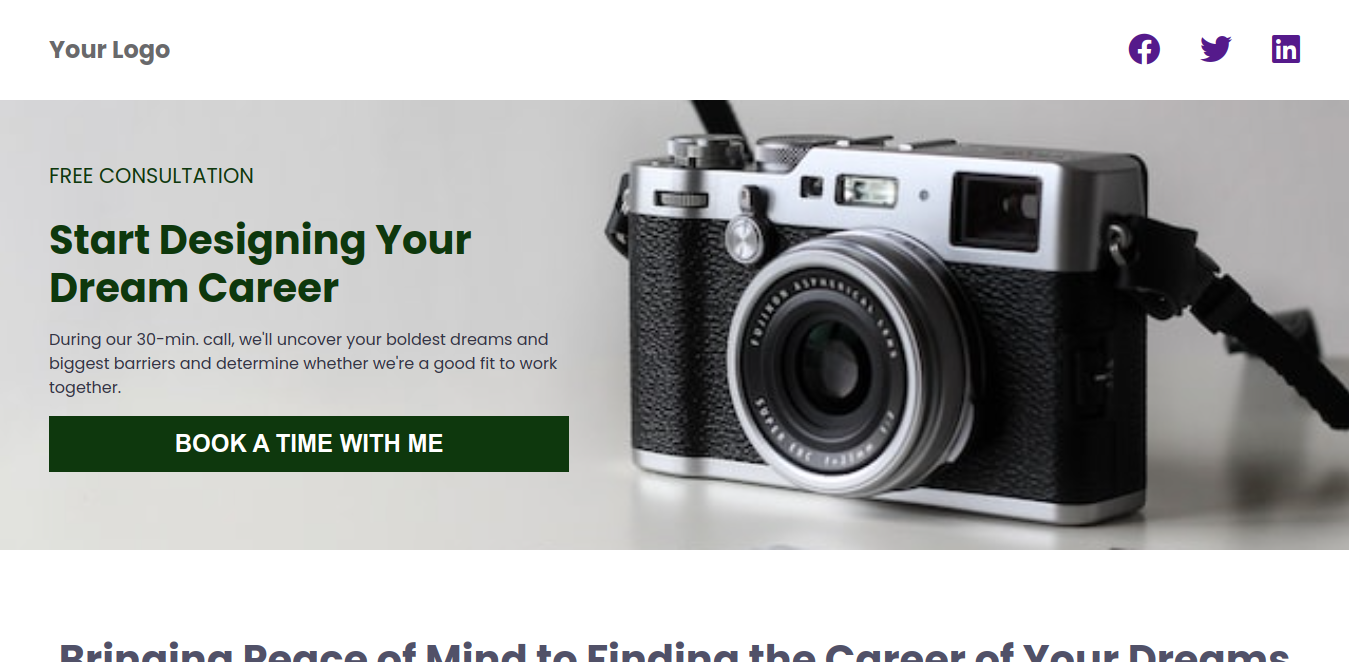 Your Logo
FREE CONSULTATION
Start Designing Your
Dream Career
During our 30-min. call, we'll uncover your boldest dreams and
biggest barriers and determine whether we're a good fit to work
together.
BOOK A TIME WITH ME
FUJINON ASPHERICAL LENS
SUPER EBC f=23mm 1:2
Bringing Peace of Mind to Finding the Career of Your Dreams